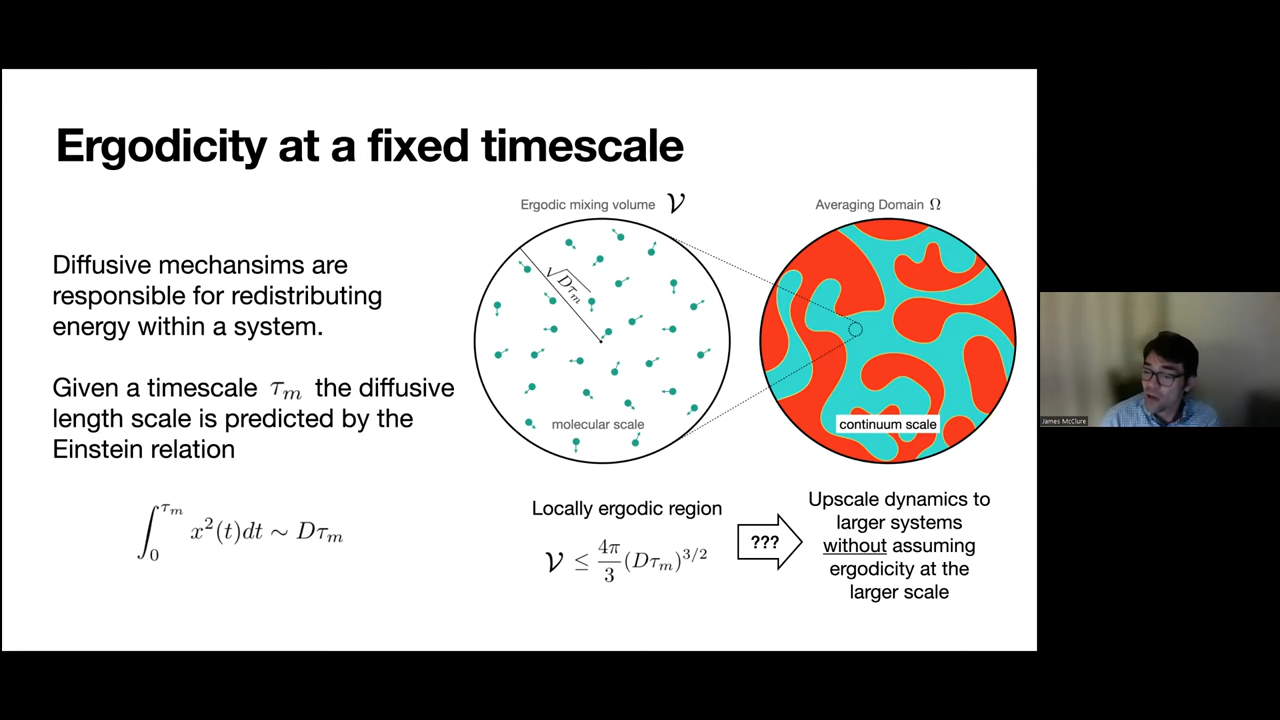 Ergodicity at a fixed timescale
Diffusive mechansims are
responsible for redistributing
energy within a system.
Given a timescale τ_m the diffusive
length scale is predicted by the
Einstein relation
∫_0^{τ_m} x²(t)dt ∼ Dτ_m
Ergodic mixing volume 𝒱
√Dτ_m
molecular scale
Averaging Domain Ω
continuum scale
Locally ergodic region
𝒱 ≤ 4π/3 (Dτ_m)^{3/2}
???
Upscale dynamics to
larger systems
without assuming
ergodicity at the
larger scale
James McClure